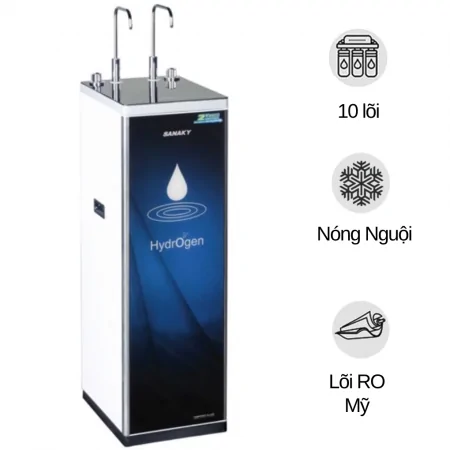 SANAKY
HydrOgen
10 lõi
Nóng Nguội
Lõi RO
Mỹ